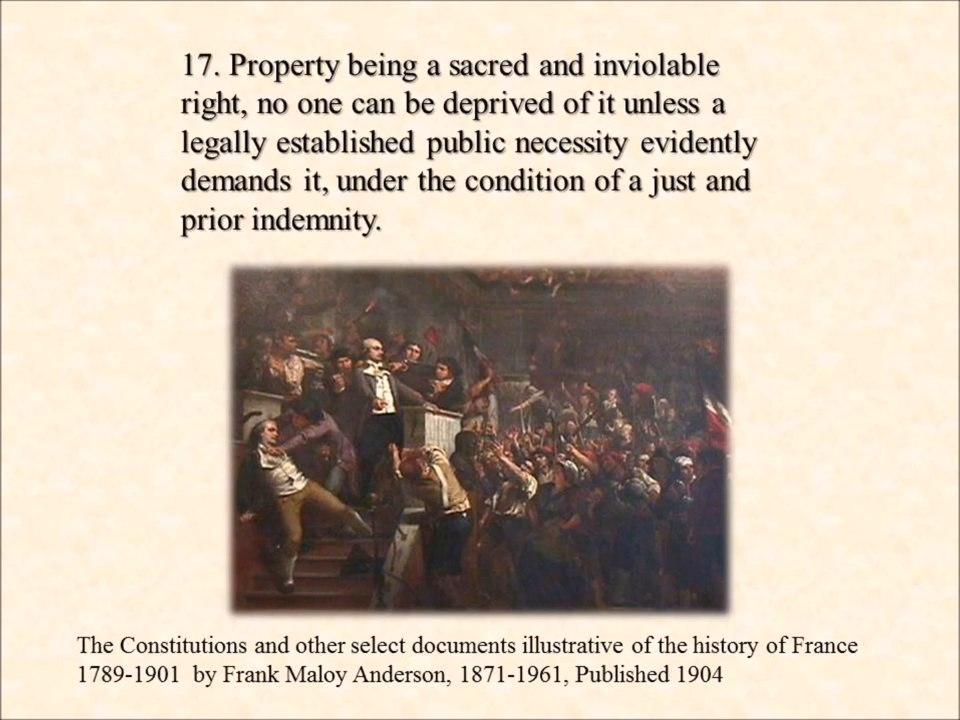 17. Property being a sacred and inviolable
right, no one can be deprived of it unless a
legally established public necessity evidently
demands it, under the condition of a just and
prior indemnity.
The Constitutions and other select documents illustrative of the history of France
1789-1901 by Frank Maloy Anderson, 1871-1961, Published 1904